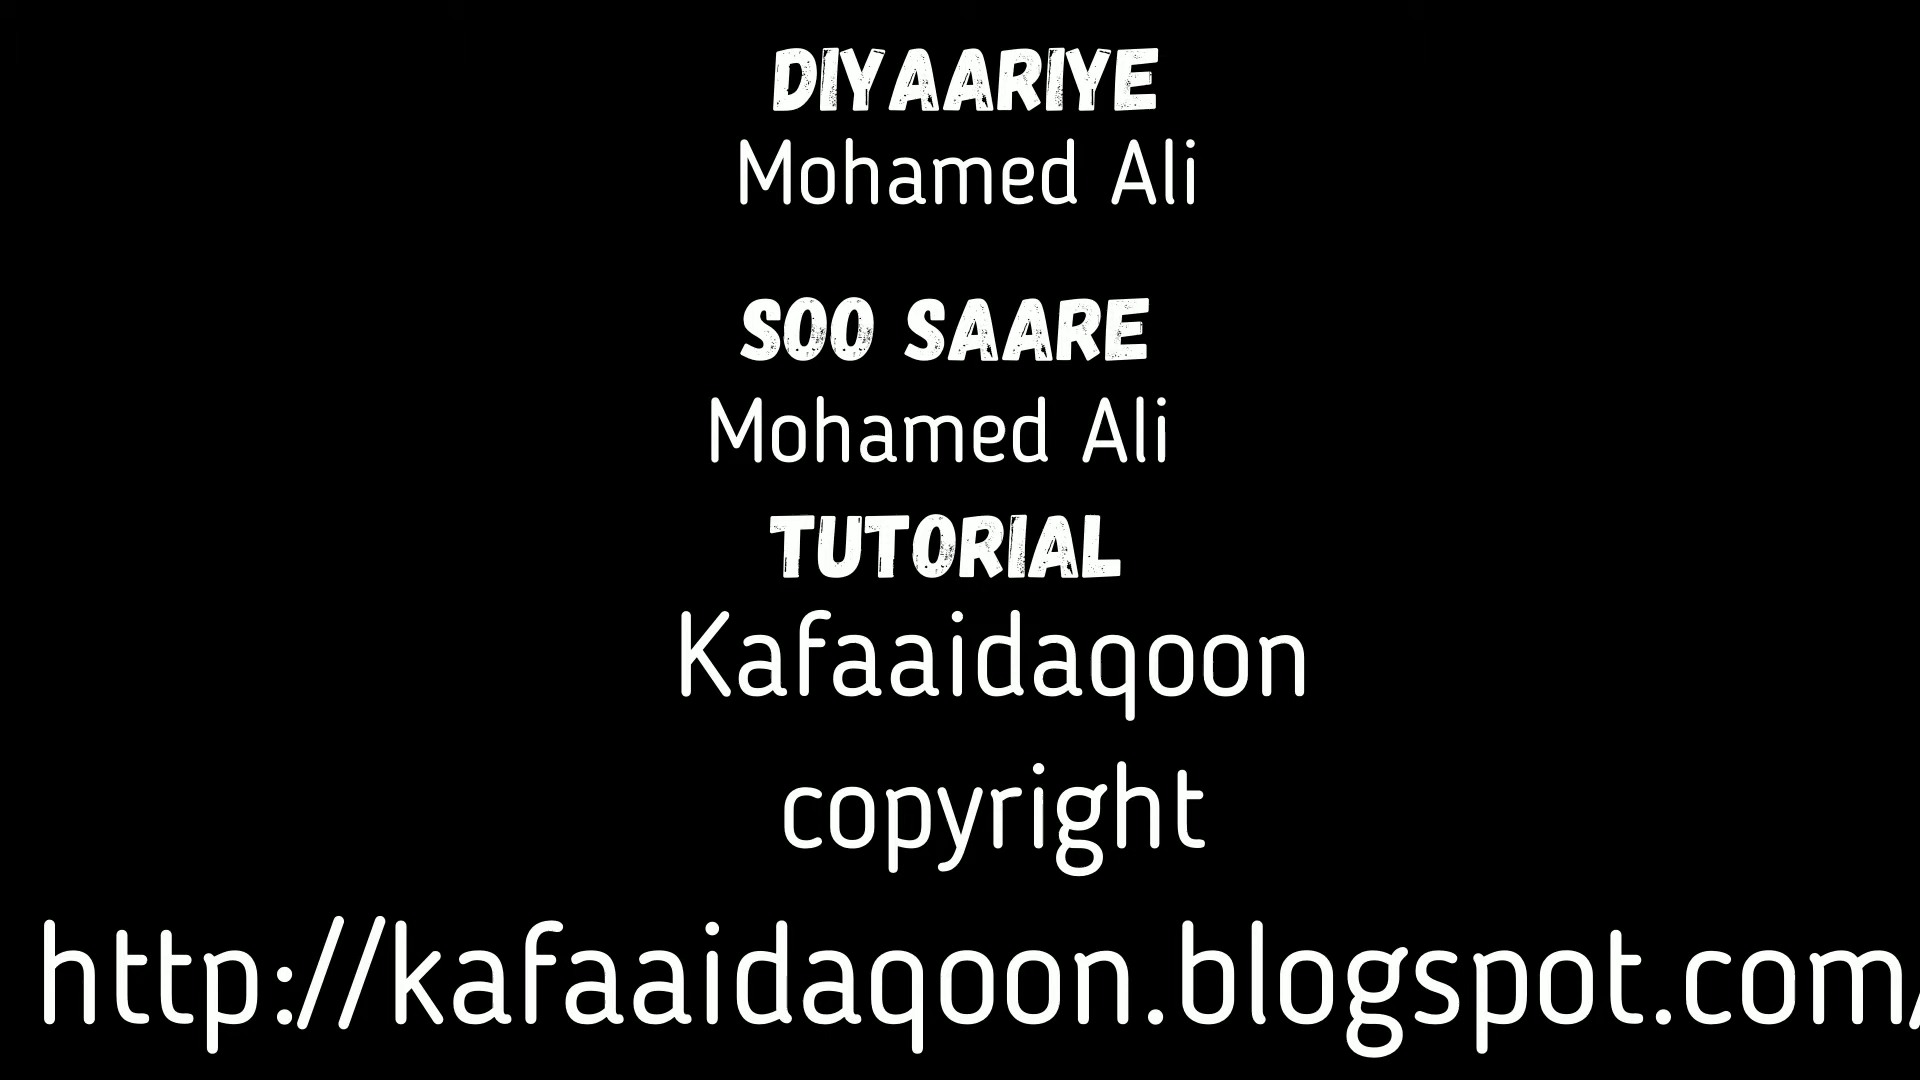 DIYAARIYE
Mohamed Ali
SOO SAARE
Mohamed Ali
TUTORIAL
Kafaaidaqoon
copyright
http://kafaaidaqoon.blogspot.com/